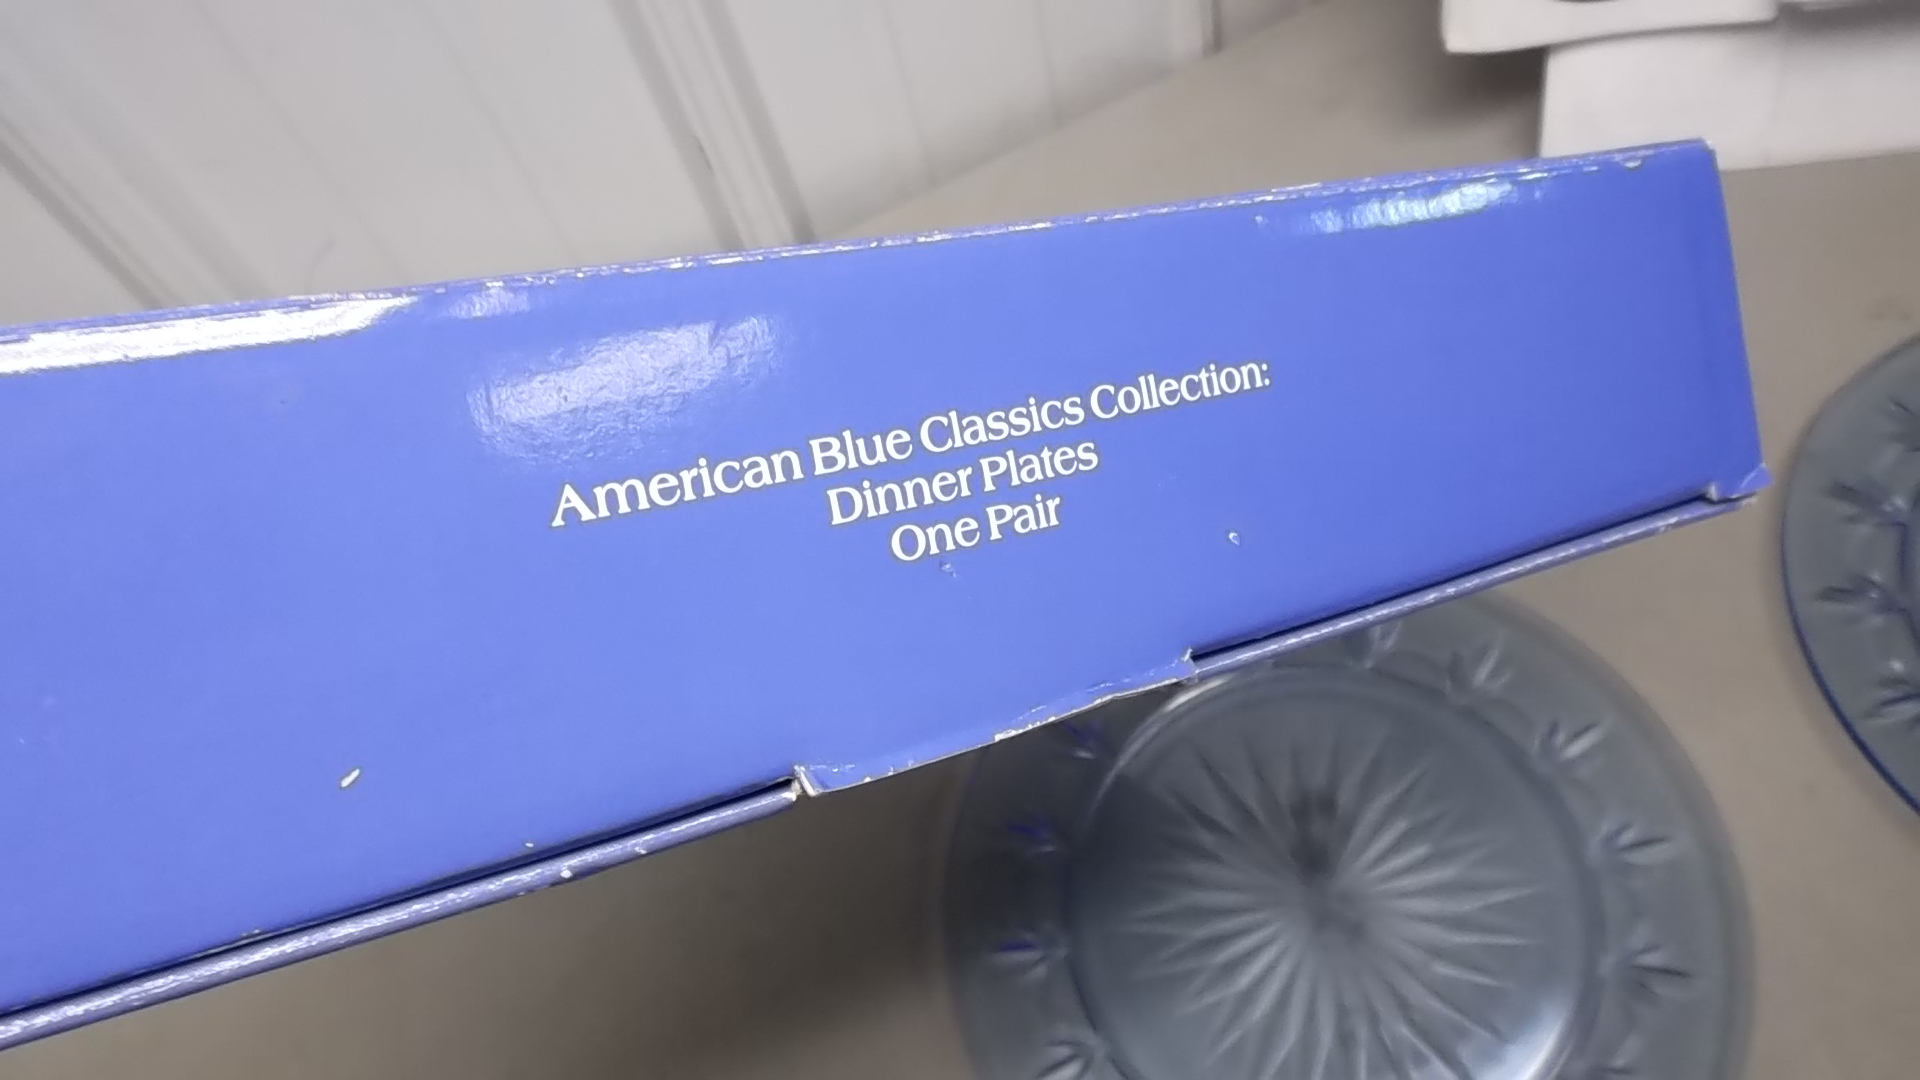 American Blue Classics Collection:
Dinner Plates
One Pair